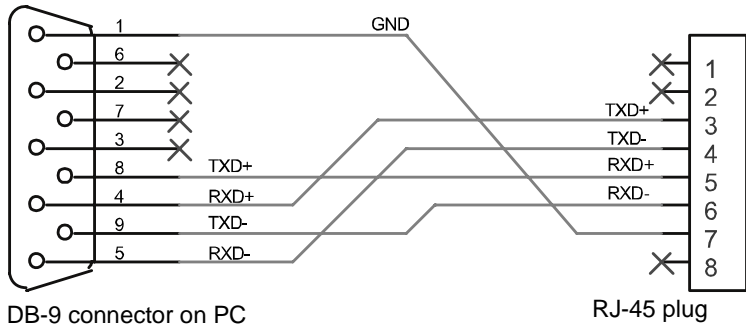 1 GND
6 1
2 2
7 TXD+ 3
3 TXD- 4
8 TXD+ RXD+ 5
4 RXD+ RXD- 6
9 TXD- 7
5 RXD- 8
DB-9 connector on PC RJ-45 plug